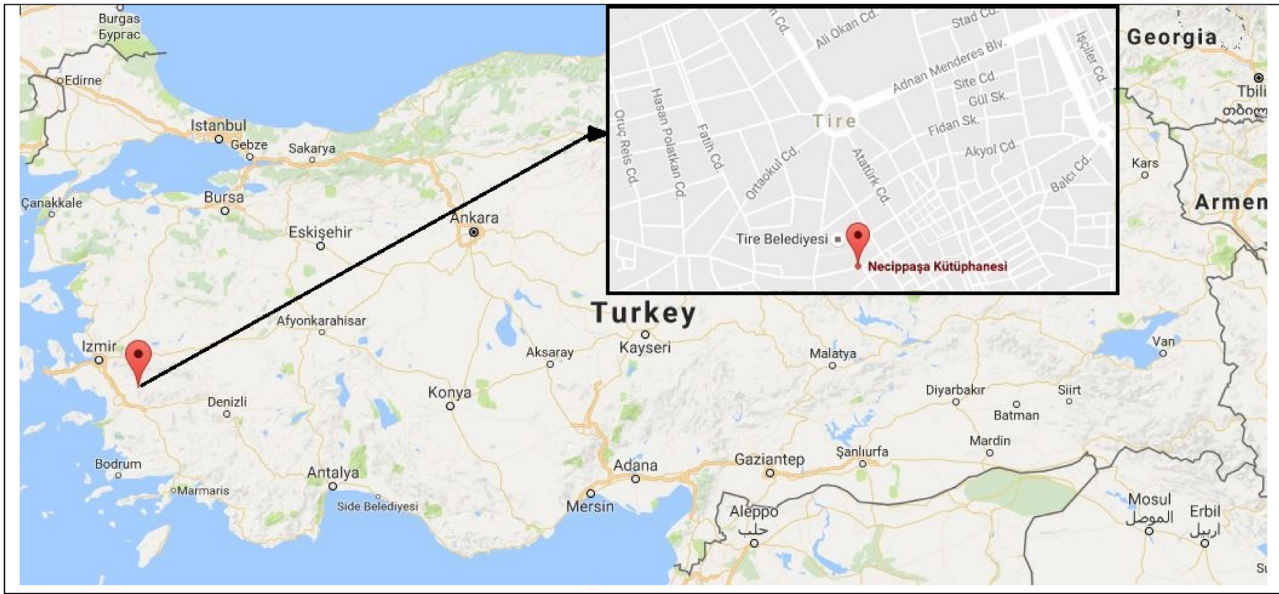 Burgas
Бургас
Edirne
Istanbul
Gebze
Sakarya
Çanakkale
Bursa
Eskişehir
Ankara
Turkey
Afyonkarahisar
Izmir
Aksaray
Kayseri
Malatya
Van
Denizli
Konya
Diyarbakır
Siirt
Batman
Mardin
Bodrum
Marmaris
Antalya
Side Belediyesi
Mersin
Adana
Gaziantep
Şanlıurfa
Aleppo
حلب
Mosul
الموصل
Erbil
اربيل
Georgia
Kars
Armen
Ali Okan Cd.
Stad Cd.
İşçiler Cd.
Adnan Menderes Blv.
Site Cd.
Gül Sk.
Fidan Sk.
Akyol Cd.
Balcı Cd.
Tire
Oruç Reis Cd.
Hasan Polatkan Cd.
Fatih Cd.
Ortaokul Cd.
Atatürk Cd.
Tire Belediyesi
Necippaşa Kütüphanesi